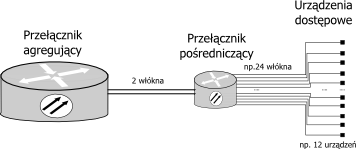 Urządzenia
dostępowe
Przełącznik
agregujący
Przełącznik
pośredniczący
2 włókna
np.24 włókna
np. 12 urządzeń